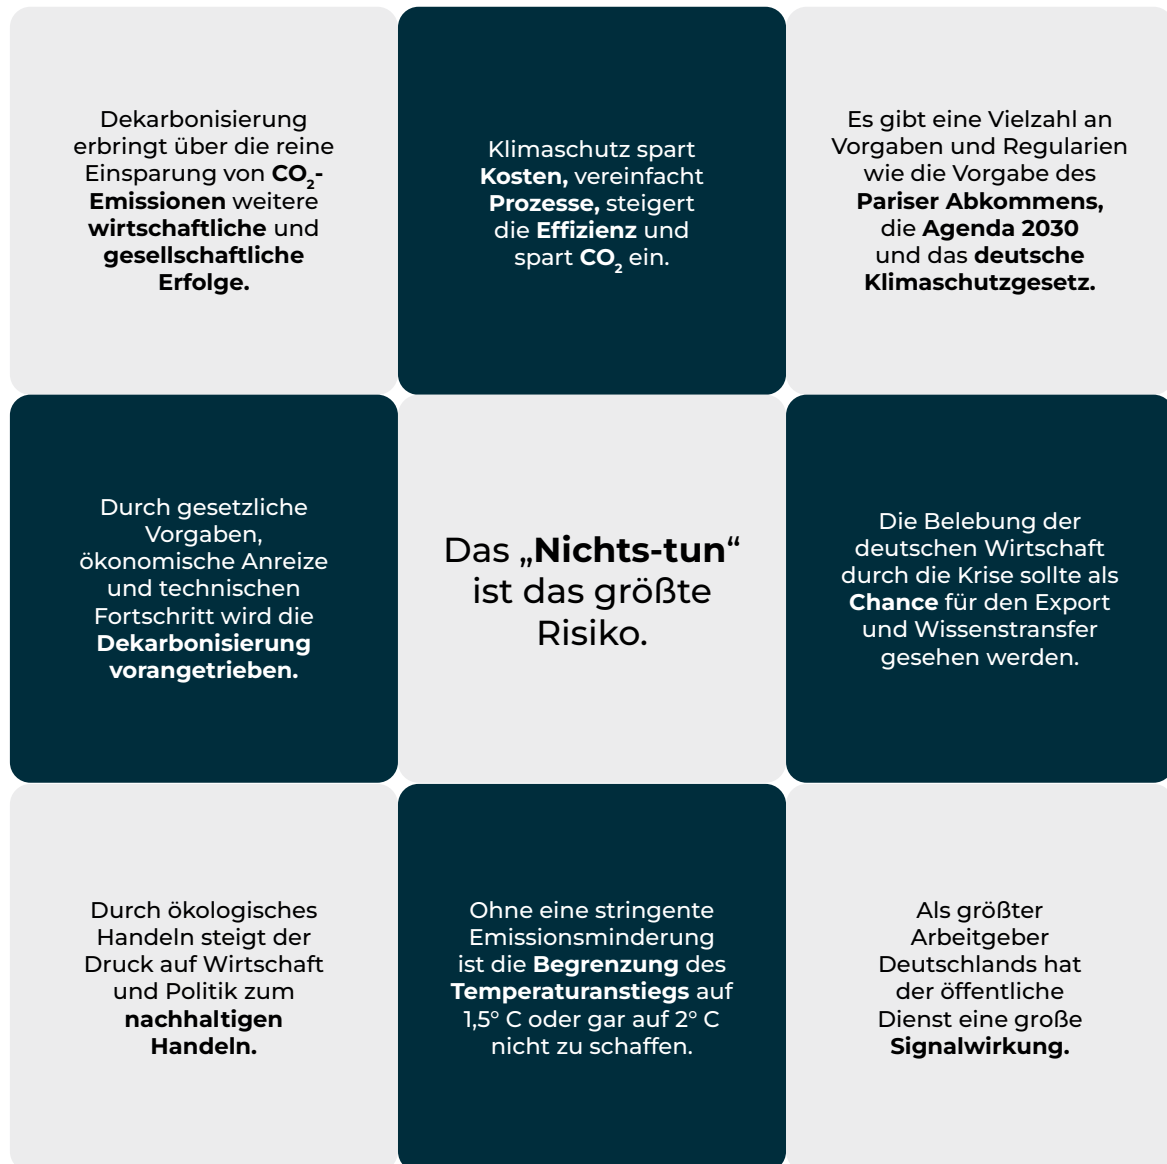 Dekarbonisierung
erbringt über die reine
Einsparung von CO₂-
Emissionen weitere
wirtschaftliche und
gesellschaftliche
Erfolge.
Klimaschutz spart
Kosten, vereinfacht
Prozesse, steigert
die Effizienz und
spart CO₂ ein.
Es gibt eine Vielzahl an
Vorgaben und Regularien
wie die Vorgabe des
Pariser Abkommens,
die Agenda 2030
und das deutsche
Klimaschutzgesetz.
Durch gesetzliche
Vorgaben,
ökonomische Anreize
und technischen
Fortschritt wird die
Dekarbonisierung
vorangetrieben.
Das „Nichts-tun“
ist das größte
Risiko.
Die Belebung der
deutschen Wirtschaft
durch die Krise sollte als
Chance für den Export
und Wissenstransfer
gesehen werden.
Durch ökologisches
Handeln steigt der
Druck auf Wirtschaft
und Politik zum
nachhaltigen
Handeln.
Ohne eine stringente
Emissionsminderung
ist die Begrenzung des
Temperaturanstiegs auf
1,5° C oder gar auf 2° C
nicht zu schaffen.
Als größter
Arbeitgeber
Deutschlands hat
der öffentliche
Dienst eine große
Signalwirkung.